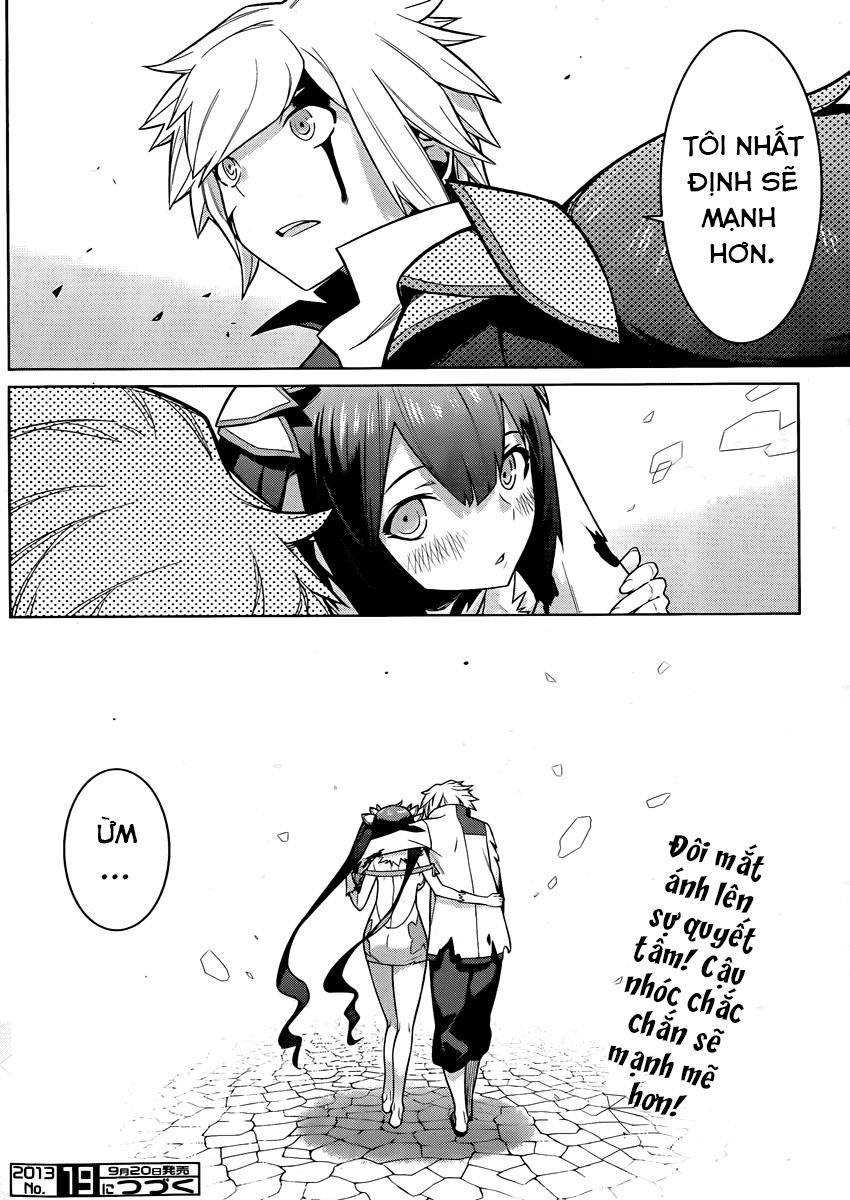 TÔI NHẤT
ĐỊNH SẼ
MẠNH
HƠN.
ỪM
...
Đôi mắt
ánh lên
sự quyết
tâm! Cậu
nhóc chắc
chắn sẽ
mạnh mẽ
hơn!
2013
No.
19
9月20日発売
につづく